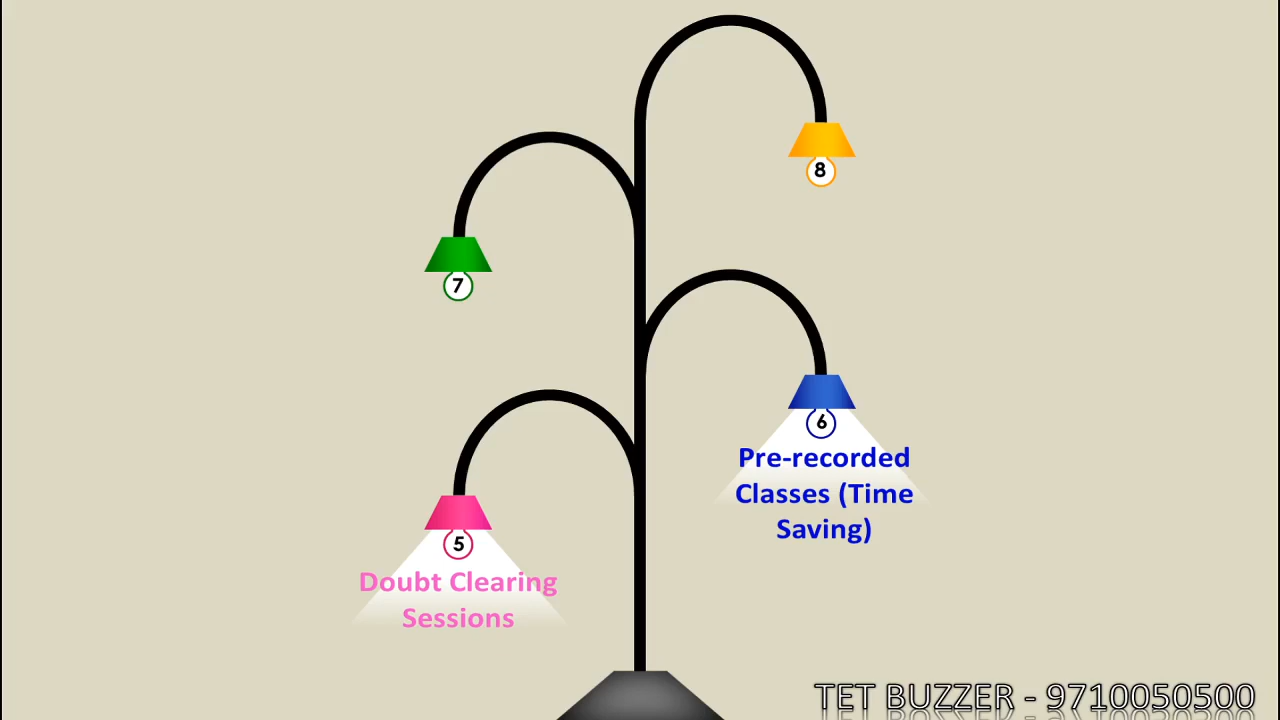 8
7
6
Pre-recorded
Classes (Time
Saving)
5
Doubt Clearing
Sessions
TET BUZZER - 9710050500